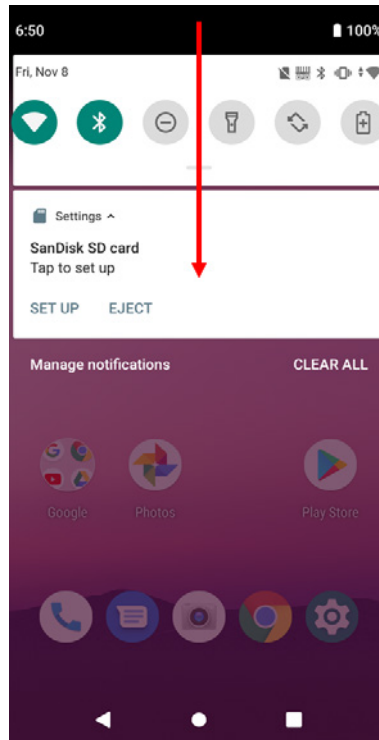 6:50 100%
Fri, Nov 8
Settings
SanDisk SD card
Tap to set up
SET UP EJECT
Manage notifications CLEAR ALL
Google Photos Play Store